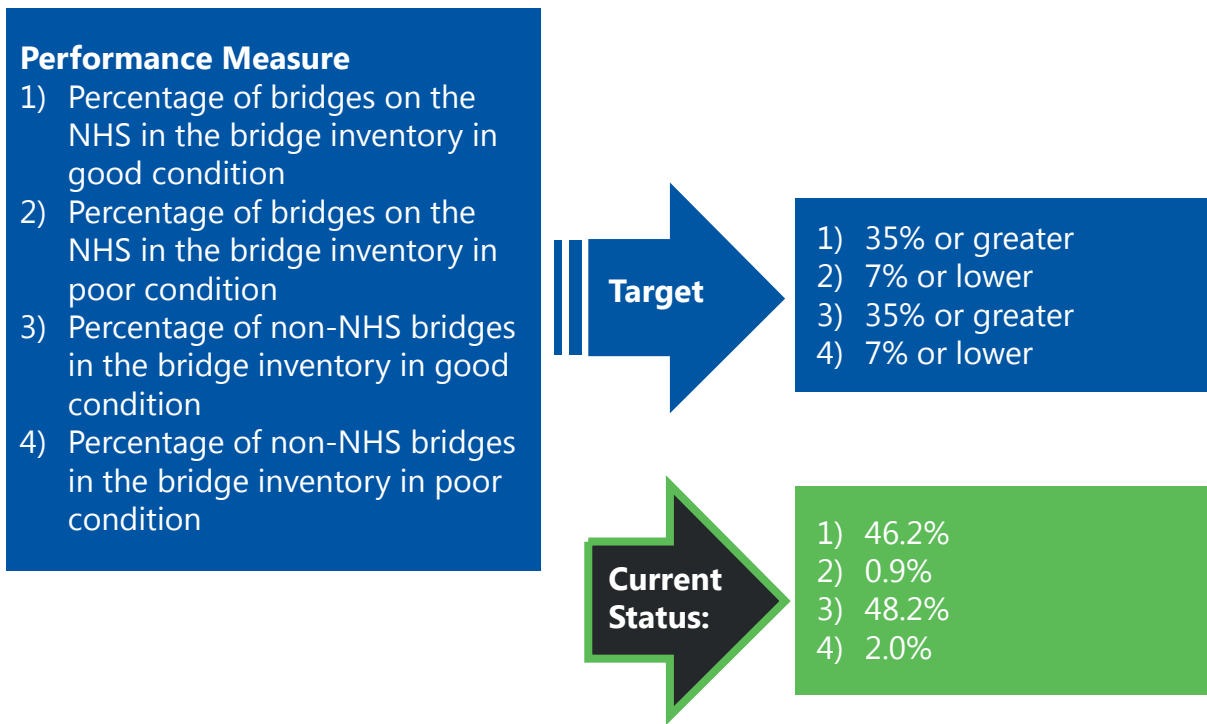 Performance Measure
1) Percentage of bridges on the
NHS in the bridge inventory in
good condition
2) Percentage of bridges on the
NHS in the bridge inventory in
poor condition
3) Percentage of non-NHS bridges
in the bridge inventory in good
condition
4) Percentage of non-NHS bridges
in the bridge inventory in poor
condition
Target
1) 35% or greater
2) 7% or lower
3) 35% or greater
4) 7% or lower
Current
Status:
1) 46.2%
2) 0.9%
3) 48.2%
4) 2.0%